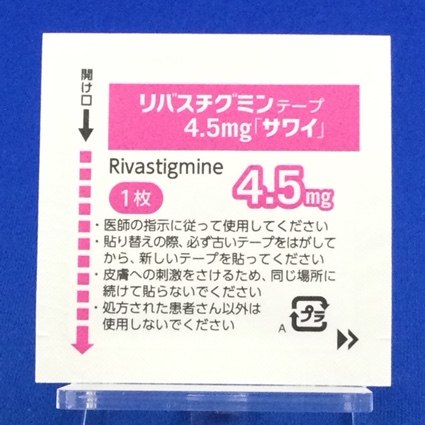 開け口
リバスチグミンテープ
4.5mg「サワイ」
Rivastigmine
1枚
4.5mg
・医師の指示に従って使用してください
・貼り替えの際、必ず古いテープをはがして
から、新しいテープを貼ってください
・皮膚への刺激をさけるため、同じ場所に
続けて貼らないでください
・処方された患者さん以外は
使用しないでください
プラ
A